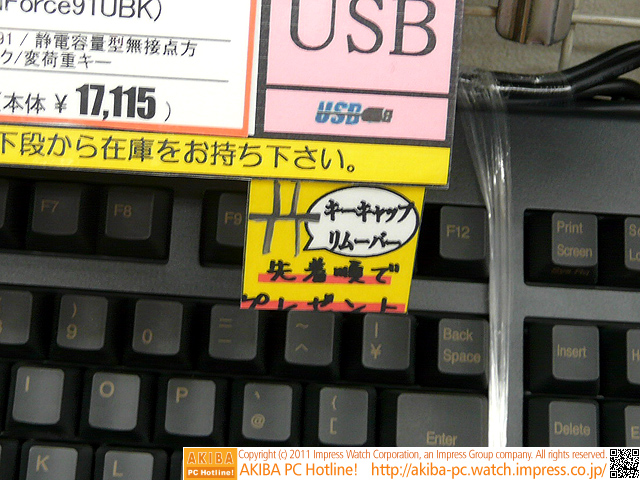 Force91UBK)
91 / 静電容量型無接点方
ク/変荷重キー
本体 ¥ 17,115 )
USB
USB
下段から在庫をお持ち下さい。
キーキャップ
リムーバー
先着順で
プレゼント
F7
F8
F9
F12
Print
Screen
)
9
0
=
~
^
|
¥
Back
Space
Insert
I
O
P
`
@
{
[
Enter
Delete
K
L
AKIBA
PC Hotline!
Copyright (c) 2011 Impress Watch Corporation, an Impress Group company. All rights reserved.
AKIBA PC Hotline! http://akiba-pc.watch.impress.co.jp/